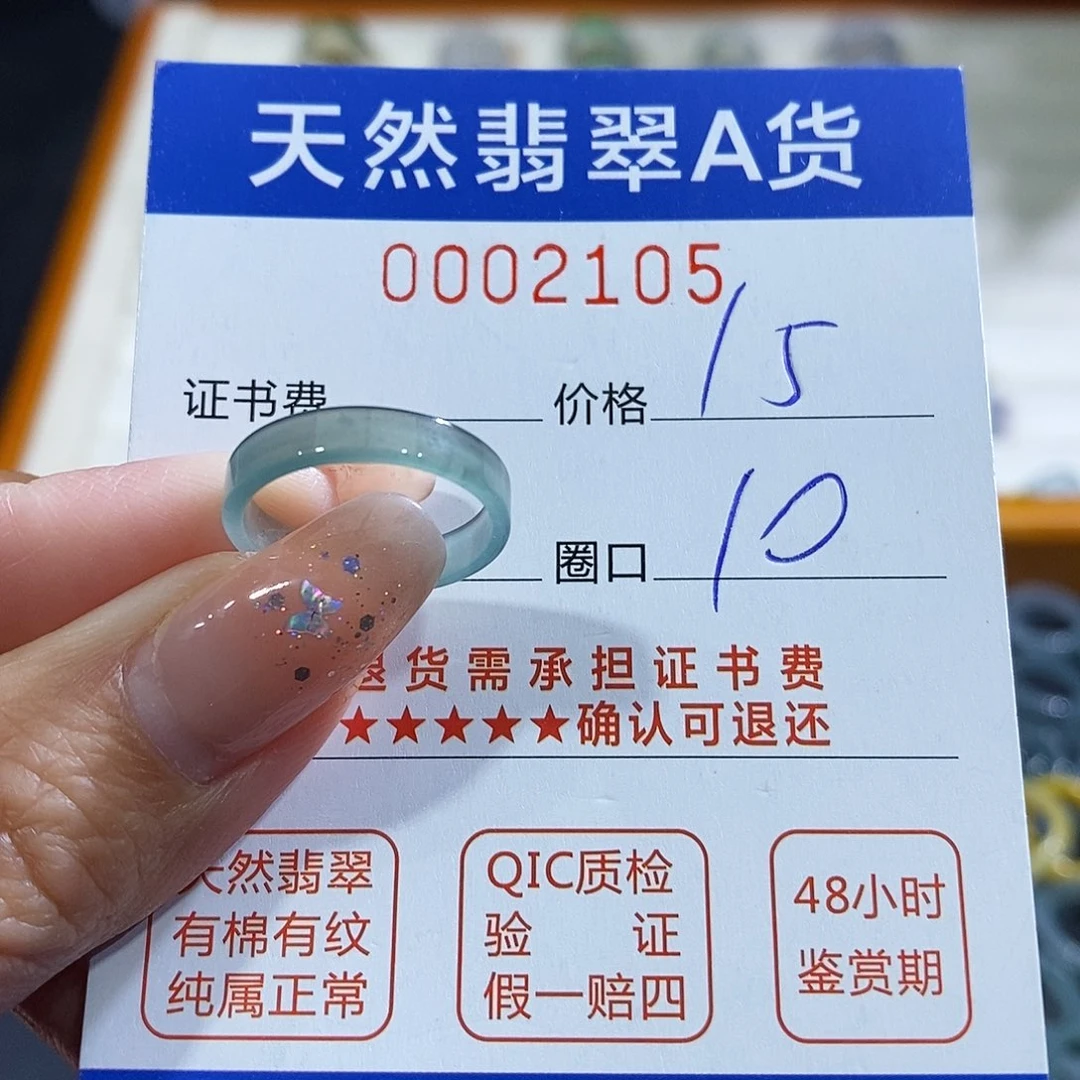 天然翡翠A货
0002105
证书费 价格 15
圈口 10
退货需承担证书费
★★★★★确认可退还
天然翡翠
有棉有纹
纯属正常
QIC质检
验 证
假一赔四
48小时
鉴赏期